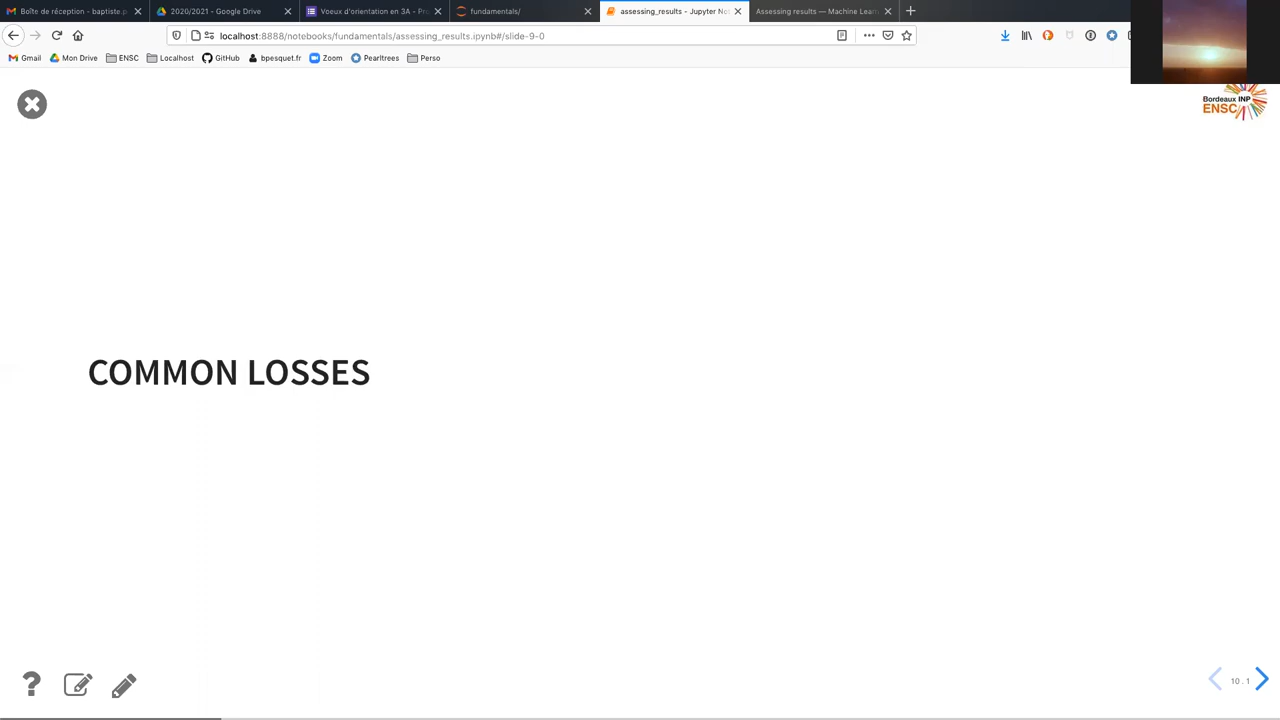 Boîte de réception - baptiste.p
2020/2021 - Google Drive
Voeux d'orientation en 3A - Pr
fundamentals/
assessing_results - Jupyter No
Assessing results — Machine Learn
localhost:8888/notebooks/fundamentals/assessing_results.ipynb#/slide-9-0
Gmail
Mon Drive
ENSC
Localhost
GitHub
bpesquet.fr
Zoom
Pearltrees
Perso
Bordeaux INP
ENSC
COMMON LOSSES
10.1